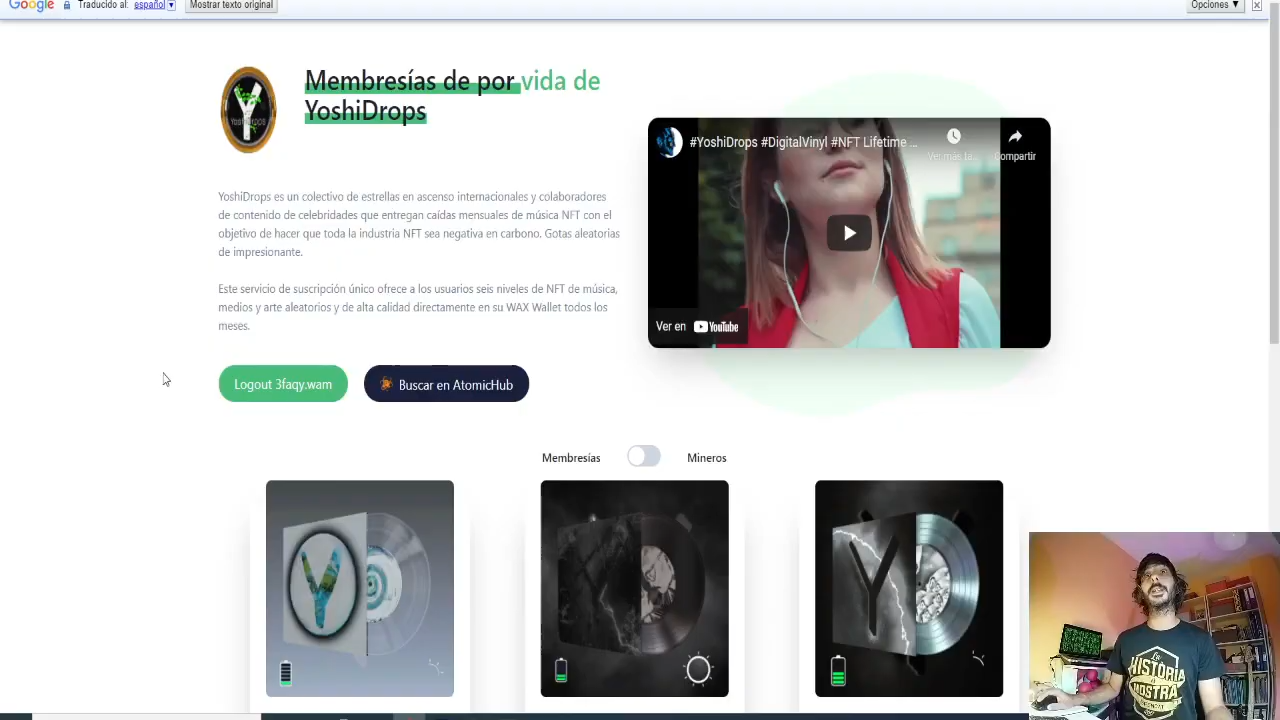 Google Traducido al: español Mostrar texto original Opciones ▼
Membresías de por vida de
YoshiDrops
YoshiDrops es un colectivo de estrellas en ascenso internacionales y colaboradores
de contenido de celebridades que entregan caídas mensuales de música NFT con el
objetivo de hacer que toda la industria NFT sea negativa en carbono. Gotas aleatorias
de impresionante.
Este servicio de suscripción único ofrece a los usuarios seis niveles de NFT de música,
medios y arte aleatorios y de alta calidad directamente en su WAX Wallet todos los
meses.
Logout 3faqy.wam
Buscar en AtomicHub
#YoshiDrops #DigitalVinyl #NFT Lifetime ...
Ver más ta...
Compartir
Ver en YouTube
Membresías
Mineros
Y
Y
HISTORIA